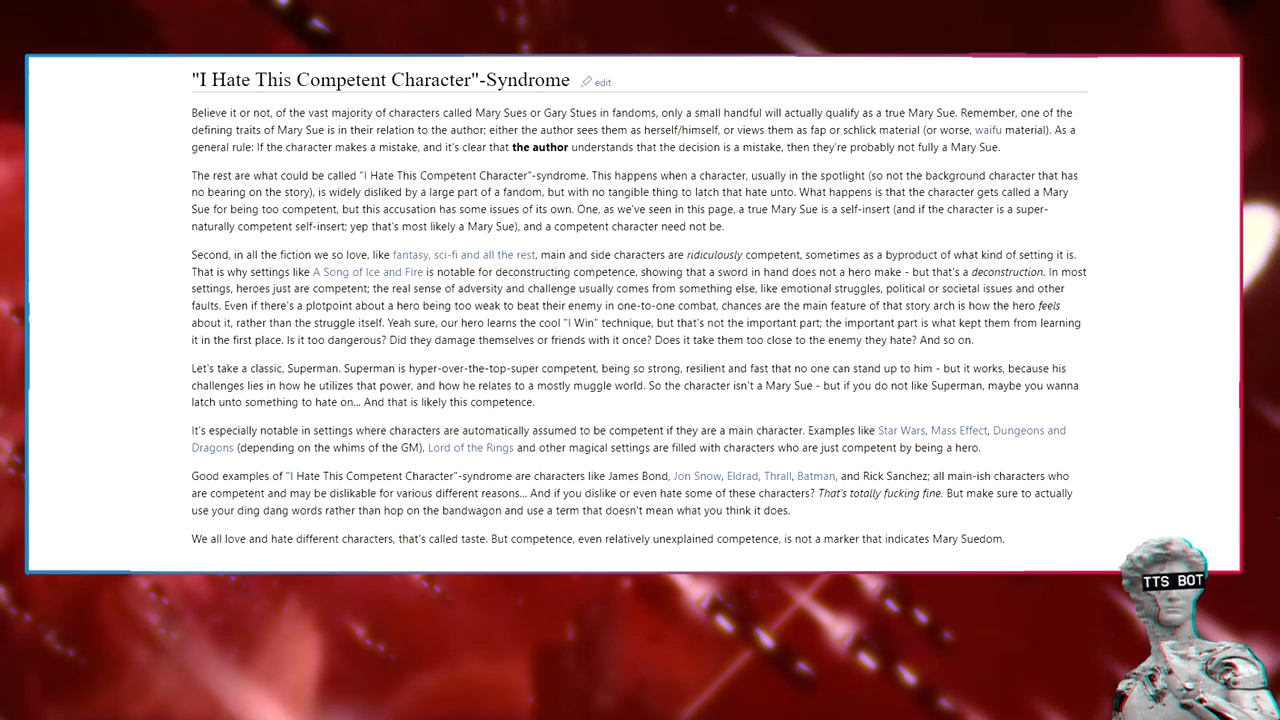 "I Hate This Competent Character"-Syndrome edit
Believe it or not, of the vast majority of characters called Mary Sues or Gary Stues in fandoms, only a small handful will actually qualify as a true Mary Sue. Remember, one of the
defining traits of Mary Sue is in their relation to the author; either the author sees them as herself/himself, or views them as fap or schlick material (or worse, waifu material). As a
general rule: If the character makes a mistake, and it's clear that the author understands that the decision is a mistake, then they're probably not fully a Mary Sue.
The rest are what could be called "I Hate This Competent Character"-syndrome. This happens when a character, usually in the spotlight (so not the background character that has
no bearing on the story), is widely disliked by a large part of a fandom, but with no tangible thing to latch that hate unto. What happens is that the character gets called a Mary
Sue for being too competent, but this accusation has some issues of its own. One, as we've seen in this page, a true Mary Sue is a self-insert (and if the character is a super-
naturally competent self-insert; yep that's most likely a Mary Sue), and a competent character need not be.
Second, in all the fiction we so love, like fantasy, sci-fi and all the rest, main and side characters are ridiculously competent, sometimes as a byproduct of what kind of setting it is.
That is why settings like A Song of Ice and Fire is notable for deconstructing competence, showing that a sword in hand does not a hero make - but that's a deconstruction. In most
settings, heroes just are competent; the real sense of adversity and challenge usually comes from something else, like emotional struggles, political or societal issues and other
faults. Even if there's a plotpoint about a hero being too weak to beat their enemy in one-to-one combat, chances are the main feature of that story arch is how the hero feels
about it, rather than the struggle itself. Yeah sure, our hero learns the cool "I Win" technique, but that's not the important part; the important part is what kept them from learning
it in the first place. Is it too dangerous? Did they damage themselves or friends with it once? Does it take them too close to the enemy they hate? And so on.
Let's take a classic, Superman. Superman is hyper-over-the-top-super competent, being so strong, resilient and fast that no one can stand up to him - but it works, because his
challenges lies in how he utilizes that power, and how he relates to a mostly muggle world. So the character isn't a Mary Sue - but if you do not like Superman, maybe you wanna
latch unto something to hate on... And that is likely this competence.
It's especially notable in settings where characters are automatically assumed to be competent if they are a main character. Examples like Star Wars, Mass Effect, Dungeons and
Dragons (depending on the whims of the GM), Lord of the Rings and other magical settings are filled with characters who are just competent by being a hero.
Good examples of "I Hate This Competent Character"-syndrome are characters like James Bond, Jon Snow, Eldrad, Thrall, Batman, and Rick Sanchez; all main-ish characters who
are competent and may be dislikable for various different reasons... And if you dislike or even hate some of these characters? That's totally fucking fine. But make sure to actually
use your ding dang words rather than hop on the bandwagon and use a term that doesn't mean what you think it does.
We all love and hate different characters, that's called taste. But competence, even relatively unexplained competence, is not a marker that indicates Mary Suedom.
TTS BOT